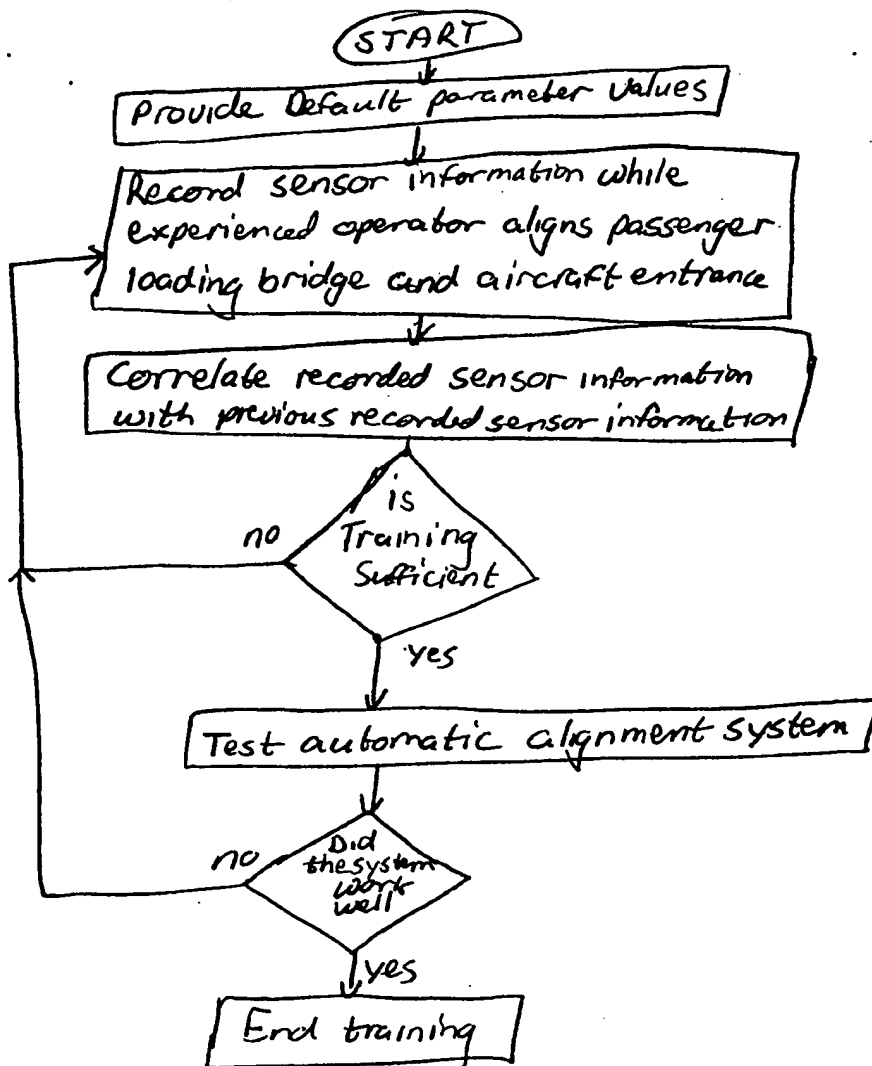 START
Provide Default parameter values
Record sensor information while
experienced operator aligns passenger
loading bridge and aircraft entrance
Correlate recorded sensor information
with previous recorded sensor information
is
Training
Sufficient
no
yes
Test automatic alignment system
Did
the system
work
well
no
yes
End training